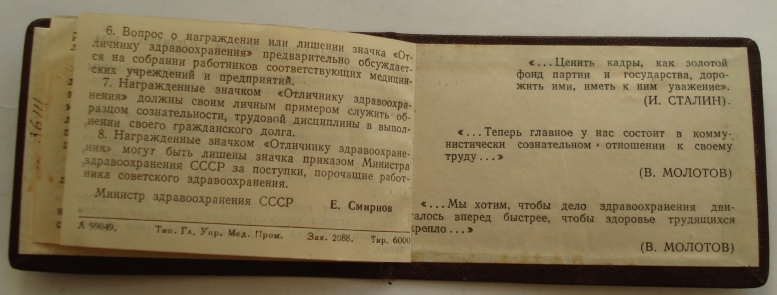 6. Вопрос о награждении или лишении значка «От-
личнику здравоохранения» предварительно обсуждает-
ся на собрании работников соответствующих медицин-
ских учреждений и предприятий.
7. Награжденные значком «Отличнику здравоохра-
нения» должны своим личным примером служить об-
разцом сознательности, трудовой дисциплины в выпол-
нении своего гражданского долга.
8. Награжденные значком «Отличнику здравоохране-
ния» могут быть лишены значка приказом Министра
здравоохранения СССР за поступки, порочащие работ-
ника советского здравоохранения.
Министр здравоохранения СССР Е. Смирнов
Л 99049. Тип. Гл. Упр. Мед. Пром. Зак. 2088. Тир. 6000
«...Ценить кадры, как золотой
фонд партии и государства, доро-
жить ими, иметь к ним уважение».
(И. СТАЛИН).
«...Теперь главное у нас состоит в комму-
нистически сознательном отношении к своему
труду...»
(В. МОЛОТОВ)
«...Мы хотим, чтобы дело здравоохранения дви-
алось вперед быстрее, чтобы здоровье трудящихся
крепло...»
(В. МОЛОТОВ)